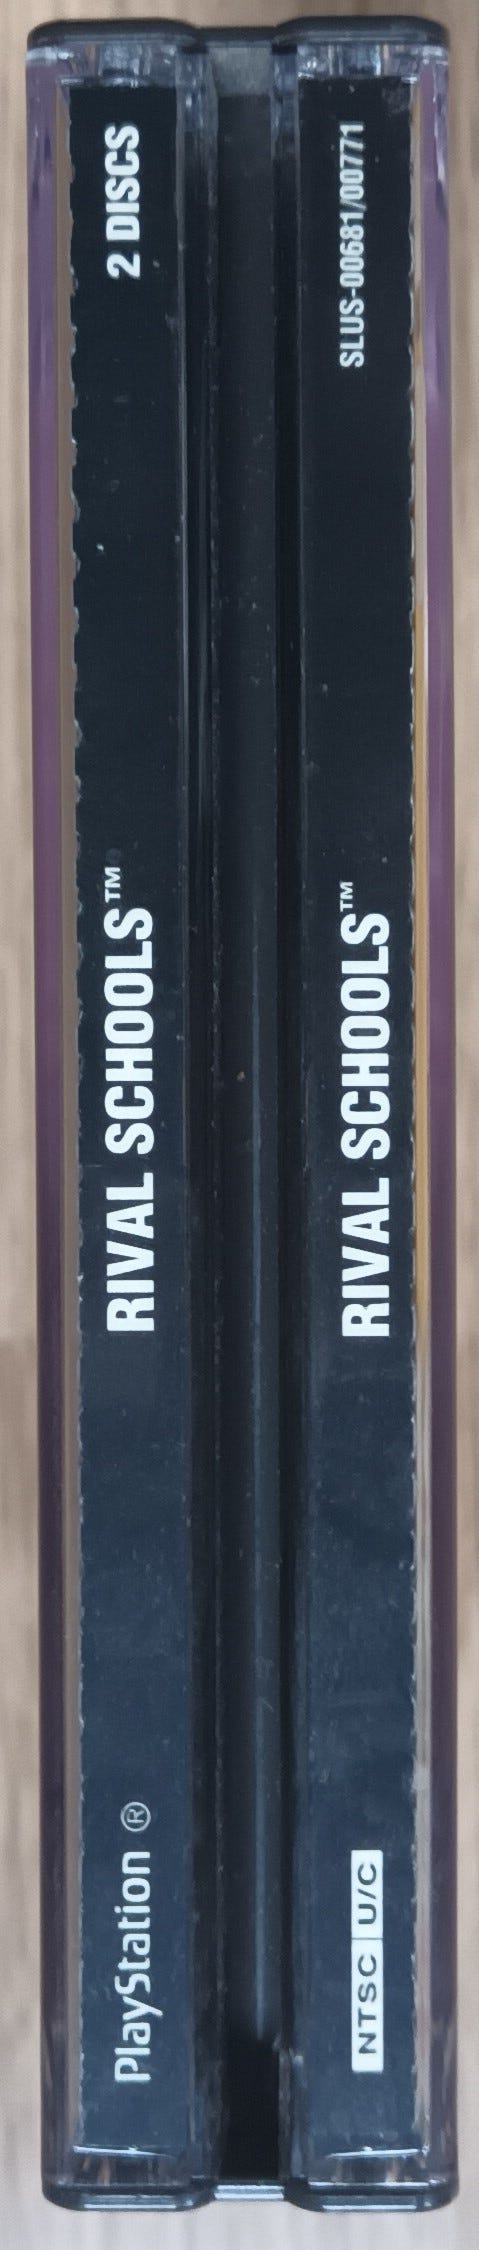 PlayStation ® RIVAL SCHOOLS™ 2 DISCS
NTSC U/C RIVAL SCHOOLS™ SLUS-00681/00771